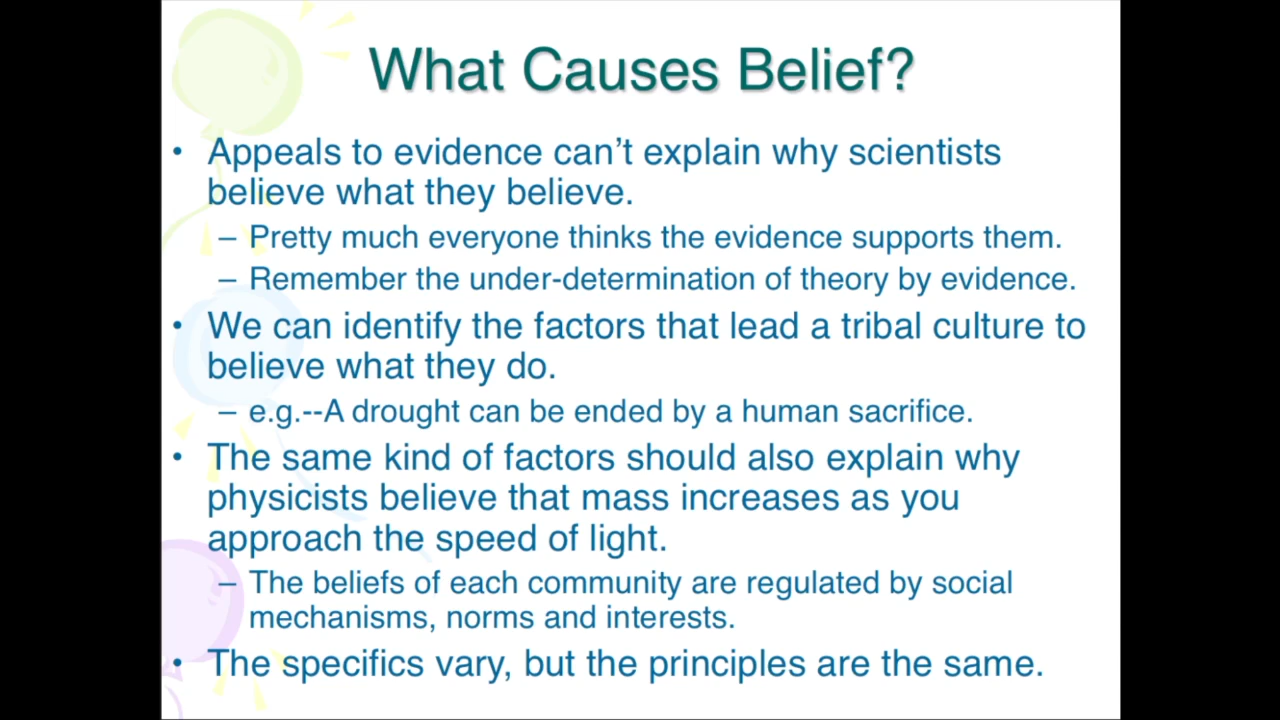 What Causes Belief?
• Appeals to evidence can't explain why scientists
believe what they believe.
– Pretty much everyone thinks the evidence supports them.
– Remember the under-determination of theory by evidence.
• We can identify the factors that lead a tribal culture to
believe what they do.
– e.g.--A drought can be ended by a human sacrifice.
• The same kind of factors should also explain why
physicists believe that mass increases as you
approach the speed of light.
– The beliefs of each community are regulated by social
mechanisms, norms and interests.
• The specifics vary, but the principles are the same.